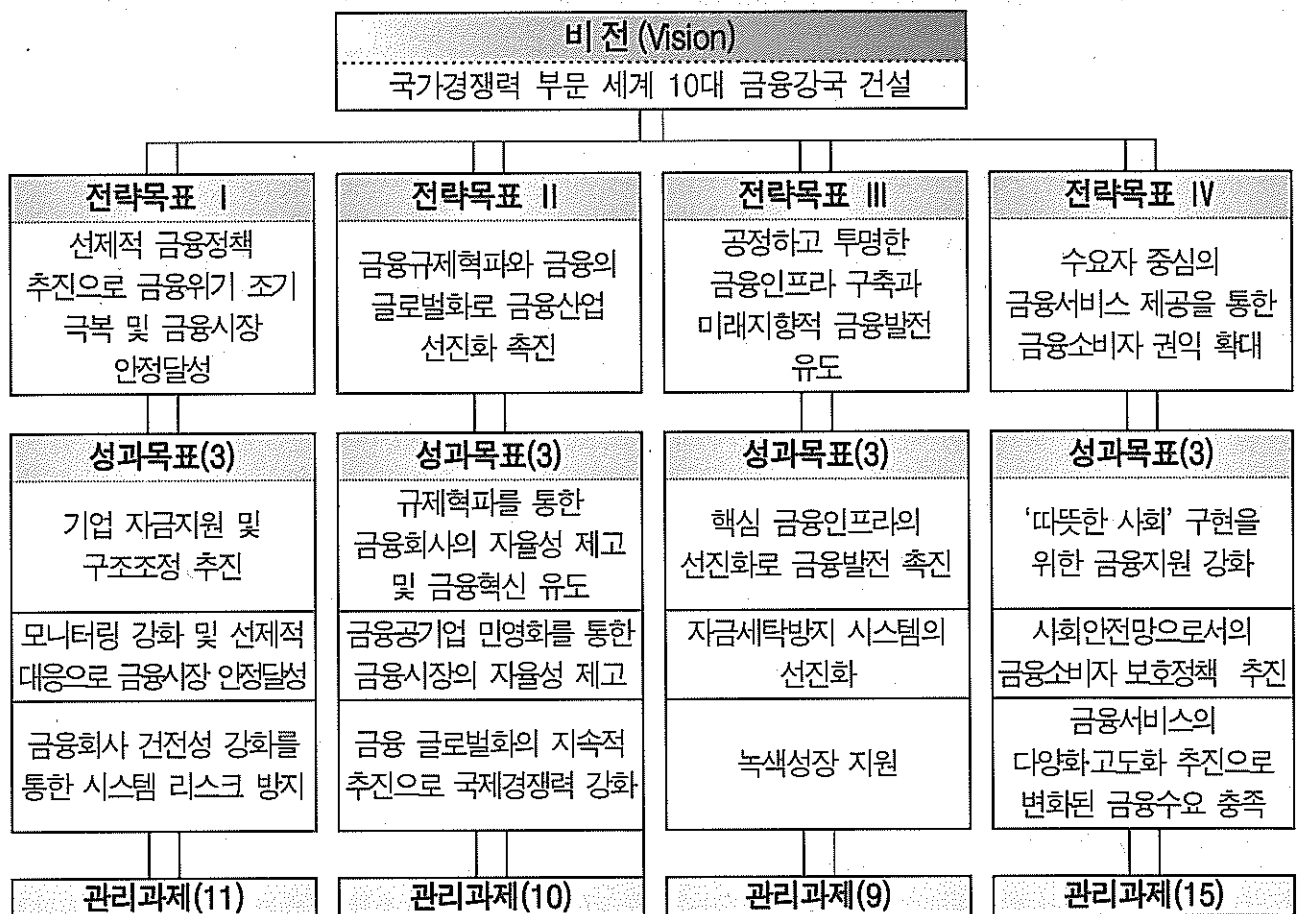 비전 (Vision)
국가경쟁력 부문 세계 10대 금융강국 건설
전략목표 Ⅰ
선제적 금융정책
추진으로 금융위기 조기
극복 및 금융시장
안정달성
전략목표 Ⅱ
금융규제혁파와 금융의
글로벌화로 금융산업
선진화 촉진
전략목표 Ⅲ
공정하고 투명한
금융인프라 구축과
미래지향적 금융발전
유도
전략목표 Ⅳ
수요자 중심의
금융서비스 제공을 통한
금융소비자 권익 확대
성과목표(3)
기업 자금지원 및
구조조정 추진
모니터링 강화 및 선제적
대응으로 금융시장 안정달성
금융회사 건전성 강화를
통한 시스템 리스크 방지
관리과제(11)
성과목표(3)
규제혁파를 통한
금융회사의 자율성 제고
및 금융혁신 유도
금융공기업 민영화를 통한
금융시장의 자율성 제고
금융 글로벌화의 지속적
추진으로 국제경쟁력 강화
관리과제(10)
성과목표(3)
핵심 금융인프라의
선진화로 금융발전 촉진
자금세탁방지 시스템의
선진화
녹색성장 지원
관리과제(9)
성과목표(3)
'따뜻한 사회' 구현을
위한 금융지원 강화
사회안전망으로서의
금융소비자 보호정책 추진
금융서비스의
다양화·고도화 추진으로
변화된 금융수요 충족
관리과제(15)